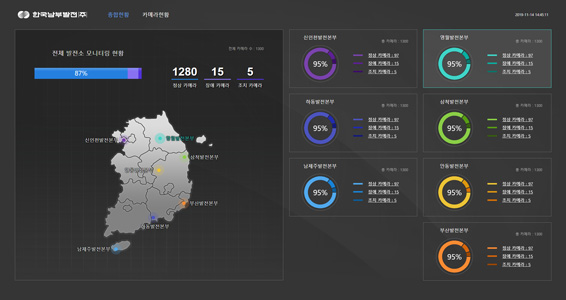 한국남부발전(주)
통합현황
카메라현황
2019-11-14 14:45:11
전체 발전소 모니터링 현황
전체 카메라 수 : 1300
87%
1280
15
5
정상 카메라
장애 카메라
조치 카메라
신인천발전본부
영월발전본부
삼척발전본부
부산발전본부
하동발전본부
남제주발전본부
신인천발전본부
총 카메라 : 1300
95%
정상 카메라 : 97
장애 카메라 : 15
조치 카메라 : 5
영월발전본부
총 카메라 : 1300
95%
정상 카메라 : 97
장애 카메라 : 15
조치 카메라 : 5
하동발전본부
총 카메라 : 1300
95%
정상 카메라 : 97
장애 카메라 : 15
조치 카메라 : 5
삼척발전본부
총 카메라 : 1300
95%
정상 카메라 : 97
장애 카메라 : 15
조치 카메라 : 5
남제주발전본부
총 카메라 : 1300
95%
정상 카메라 : 97
장애 카메라 : 15
조치 카메라 : 5
안동발전본부
총 카메라 : 1300
95%
정상 카메라 : 97
장애 카메라 : 15
조치 카메라 : 5
부산발전본부
총 카메라 : 1300
95%
정상 카메라 : 97
장애 카메라 : 15
조치 카메라 : 5